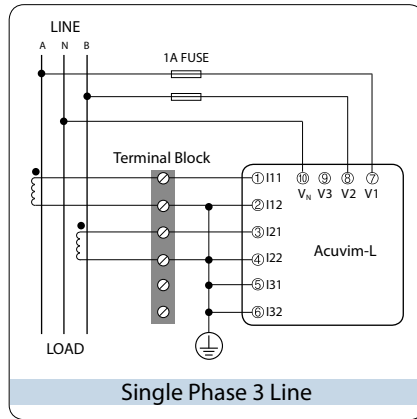 LINE
A N B
1A FUSE
Terminal Block
① I11
② I12
③ I21
④ I22
⑤ I31
⑥ I32
⑩ ⑨ ⑧ ⑦
VN V3 V2 V1
Acuvim-L
LOAD
Single Phase 3 Line